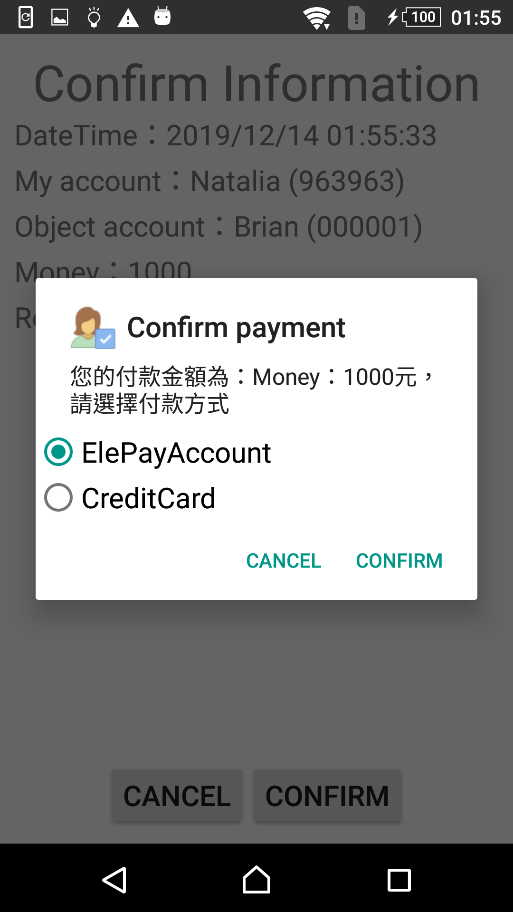 100 01:55
Confirm Information
DateTime：2019/12/14 01:55:33
My account：Natalia (963963)
Object account：Brian (000001)
Money：1000
Confirm payment
您的付款金額為：Money：1000元，
請選擇付款方式
ElePayAccount
CreditCard
CANCEL CONFIRM
CANCEL CONFIRM